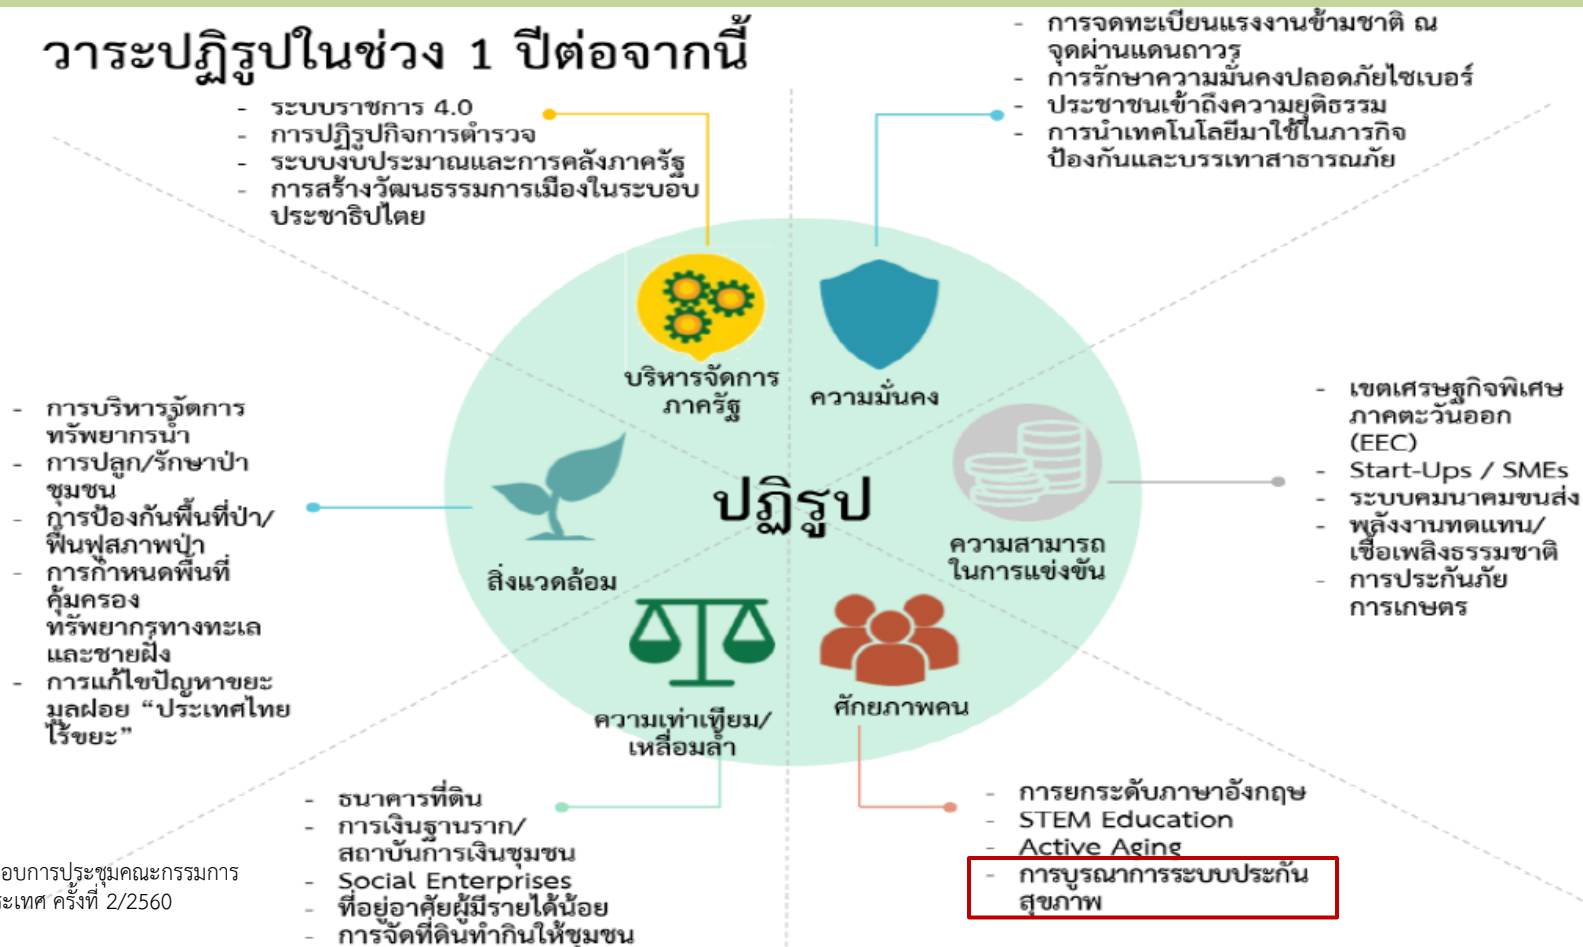 วาระปฏิรูปในช่วง 1 ปีต่อจากนี้
- ระบบราชการ 4.0
- การปฏิรูปกิจการตำรวจ
- ระบบงบประมาณและการคลังภาครัฐ
- การสร้างวัฒนธรรมการเมืองในระบอบ
ประชาธิปไตย
- การจดทะเบียนแรงงานข้ามชาติ ณ
จุดผ่านแดนถาวร
- การรักษาความมั่นคงปลอดภัยไซเบอร์
- ประชาชนเข้าถึงความยุติธรรม
- การนำเทคโนโลยีมาใช้ในภารกิจ
ป้องกันและบรรเทาสาธารณภัย
บริหารจัดการ
ภาครัฐ
ความมั่นคง
- การบริหารจัดการ
ทรัพยากรน้ำ
- การปลูก/รักษาป่า
ชุมชน
- การป้องกันพื้นที่ป่า/
ฟื้นฟูสภาพป่า
- การกำหนดพื้นที่
คุ้มครอง
ทรัพยากรทางทะเล
และชายฝั่ง
- การแก้ไขปัญหาขยะ
มูลฝอย “ประเทศไทย
ไร้ขยะ”
สิ่งแวดล้อม
ปฏิรูป
ความสามารถ
ในการแข่งขัน
- เขตเศรษฐกิจพิเศษ
ภาคตะวันออก
(EEC)
- Start-Ups / SMEs
- ระบบคมนาคมขนส่ง
- พลังงานทดแทน/
เชื้อเพลิงธรรมชาติ
- การประกันภัย
การเกษตร
ความเท่าเทียม/
เหลื่อมล้ำ
ศักยภาพคน
- ธนาคารที่ดิน
- การเงินฐานราก/
สถาบันการเงินชุมชน
- Social Enterprises
- ที่อยู่อาศัยผู้มีรายได้น้อย
- การจัดที่ดินทำกินให้ชุมชน
- การยกระดับภาษาอังกฤษ
- STEM Education
- Active Aging
- การบูรณาการระบบประกัน
สุขภาพ
อบการประชุมคณะกรรมการ
ระเทศ ครั้งที่ 2/2560